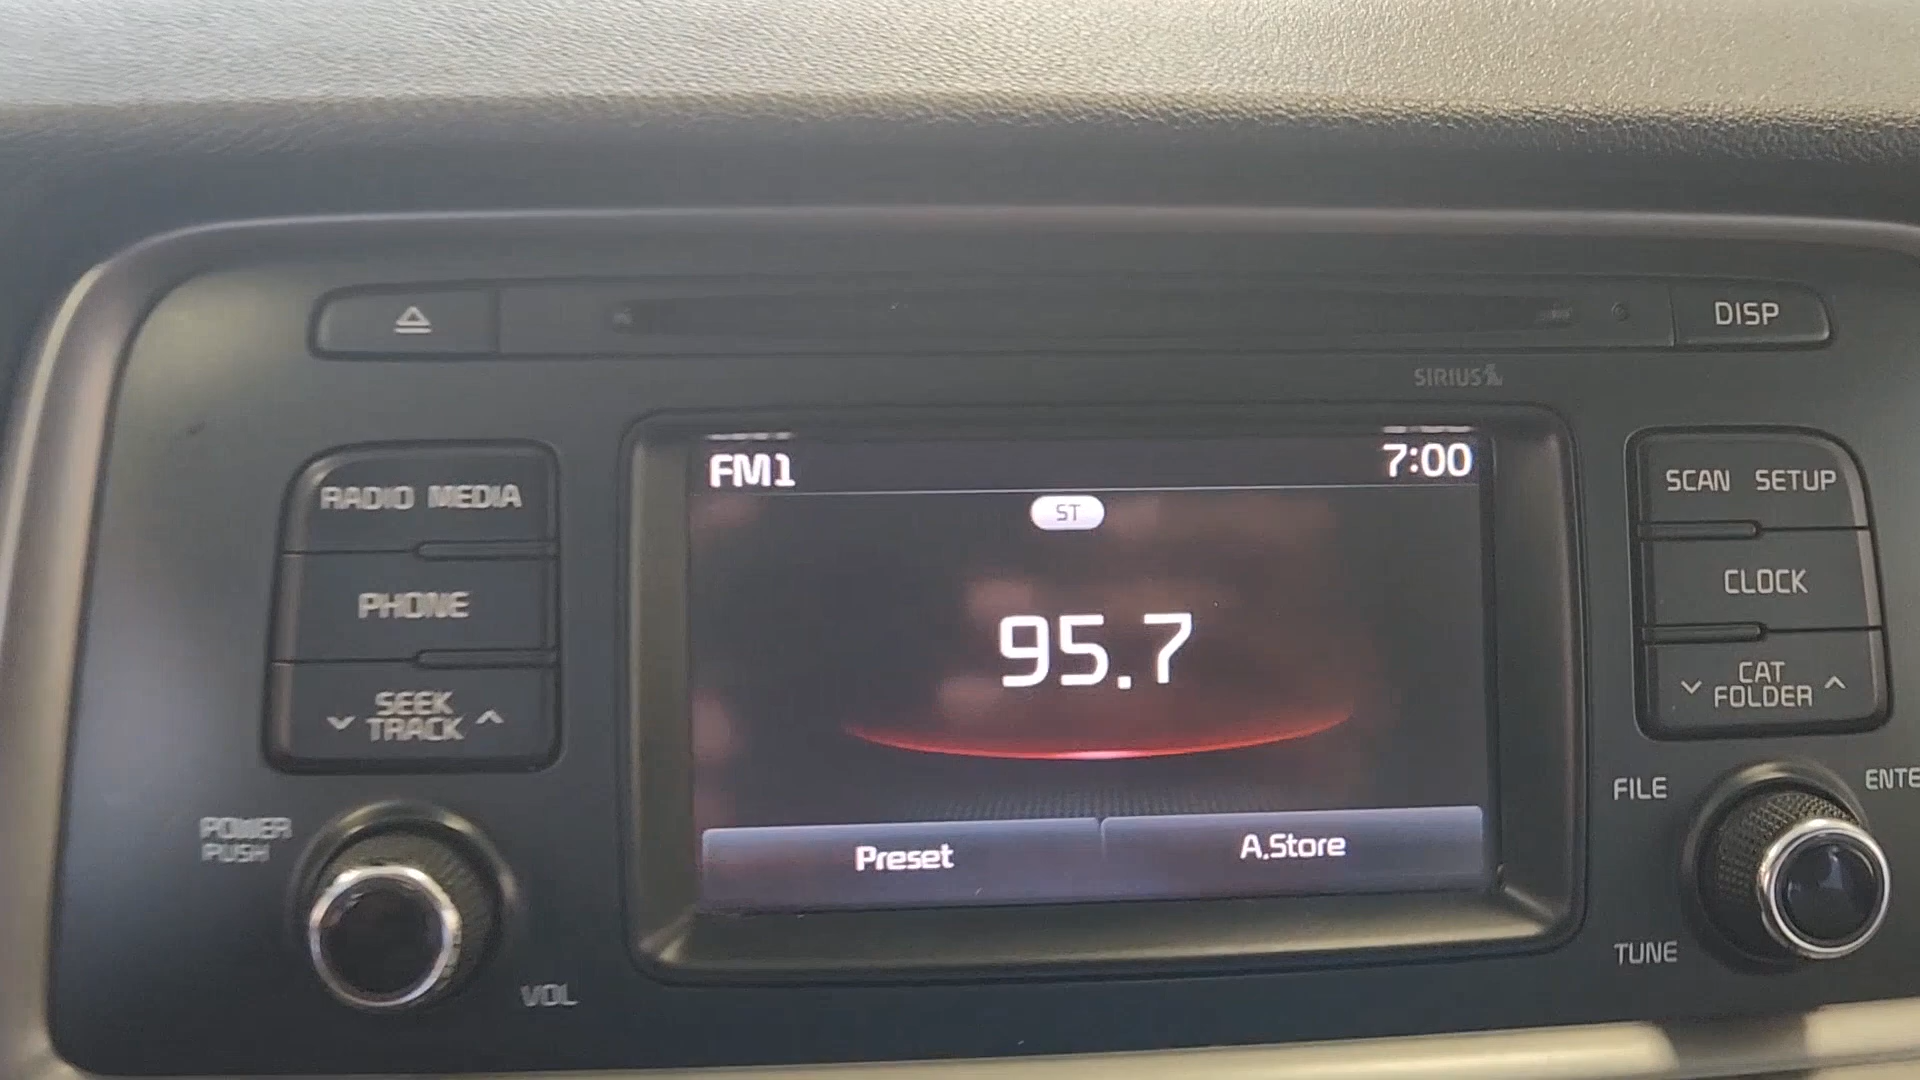 DISP
SIRIUS
FM1
7:00
ST
RADIO MEDIA
SCAN SETUP
PHONE
CLOCK
95.7
SEEK
TRACK
CAT
FOLDER
FILE
POWER
PUSH
Preset
A.Store
TUNE
VOL